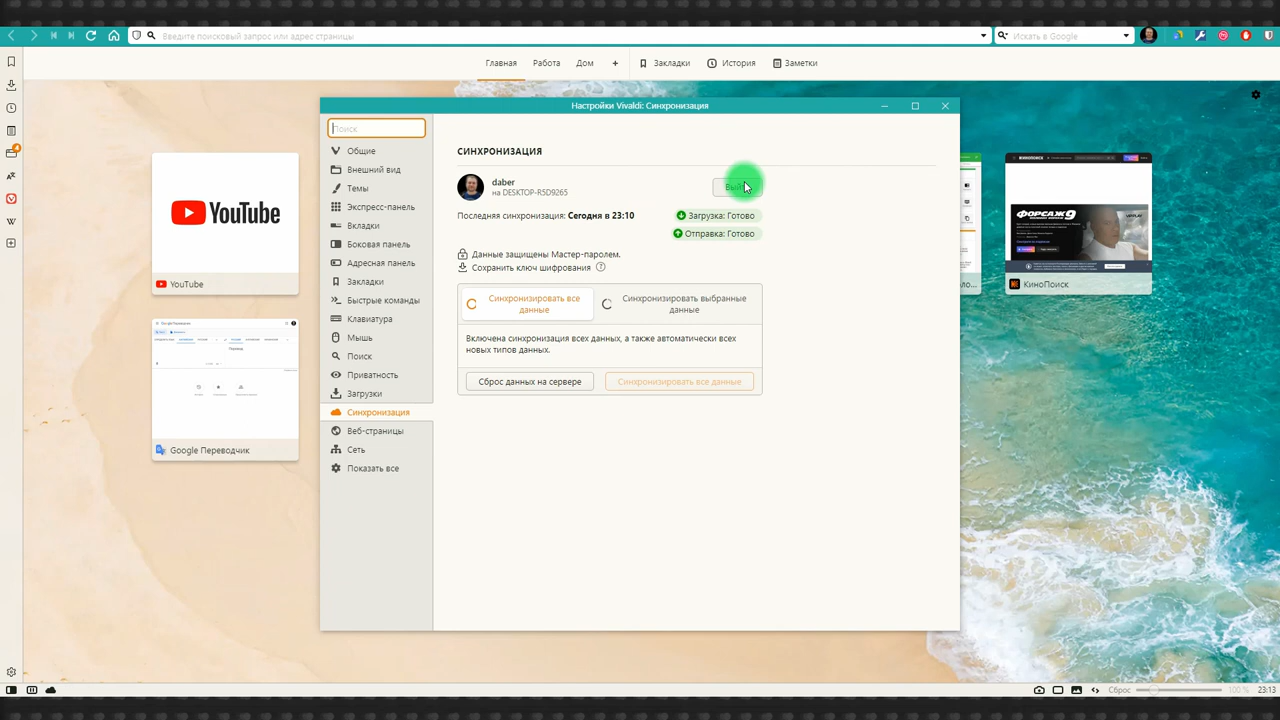 Введите поисковый запрос или адрес страницы
Искать в Google
Главная
Работа
Дом
Закладки
История
Заметки
Настройки Vivaldi: Синхронизация
Поиск
Общие
Внешний вид
Темы
Экспресс-панель
Вкладки
Боковая панель
Адресная панель
Закладки
Быстрые команды
Клавиатура
Мышь
Поиск
Приватность
Загрузки
Синхронизация
Веб-страницы
Сеть
Показать все
СИНХРОНИЗАЦИЯ
daber
на DESKTOP-R5D9265
Последняя синхронизация: Сегодня в 23:10
Загрузка: Готово
Отправка: Готово
Данные защищены Мастер-паролем.
Сохранить ключ шифрования
Синхронизировать все
данные
Синхронизировать выбранные
данные
Включена синхронизация всех данных, а также автоматически всех
новых типов данных.
Сброс данных на сервере
Синхронизировать все данные
YouTube
YouTube
Google Переводчик
КИНОПОИСК
ФОРСАЖ 9
КиноПоиск
Сброс
100 %
23:13